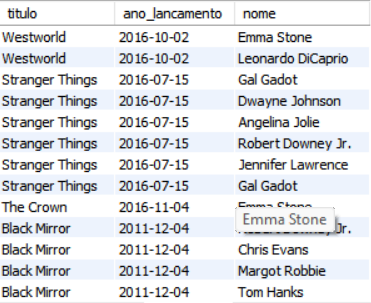 titulo ano_lancamento nome
Westworld 2016-10-02 Emma Stone
Westworld 2016-10-02 Leonardo DiCaprio
Stranger Things 2016-07-15 Gal Gadot
Stranger Things 2016-07-15 Dwayne Johnson
Stranger Things 2016-07-15 Angelina Jolie
Stranger Things 2016-07-15 Robert Downey Jr.
Stranger Things 2016-07-15 Jennifer Lawrence
Stranger Things 2016-07-15 Gal Gadot
The Crown 2016-11-04 Emma Stone
Emma Stone
Black Mirror 2011-12-04 Jr.
Black Mirror 2011-12-04 Chris Evans
Black Mirror 2011-12-04 Margot Robbie
Black Mirror 2011-12-04 Tom Hanks